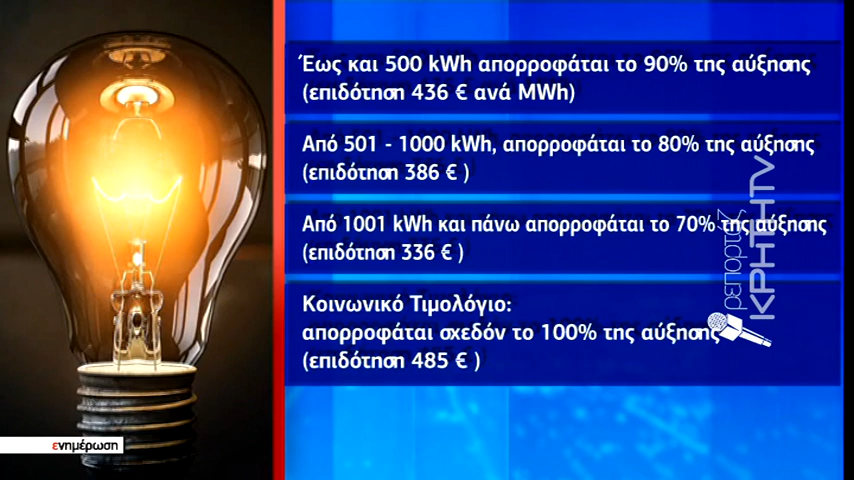 Έως και 500 kWh απορροφάται το 90% της αύξησης
(επιδότηση 436 € ανά MWh)
Από 501 - 1000 kWh, απορροφάται το 80% της αύξησης
(επιδότηση 386 € )
Από 1001 kWh και πάνω απορροφάται το 70% της αύξησης
(επιδότηση 336 € )
Κοινωνικό Τιμολόγιο:
απορροφάται σχεδόν το 100% της αύξησης
(επιδότηση 485 € )
ρεπορτάζ
ΚΡΗΤΗTV
ενημέρωση